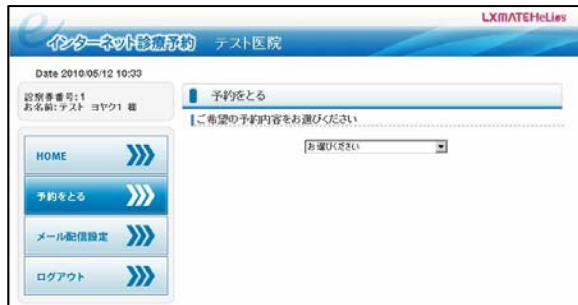 LXMATEHeLios
インターネット診療予約 テスト医院
Date 2010/05/12 10:33
診察券番号:1
お名前:テスト ヨヤク1 様
予約をとる
ご希望の予約内容をお選びください
お選びください
HOME
予約をとる
メール配信設定
ログアウト